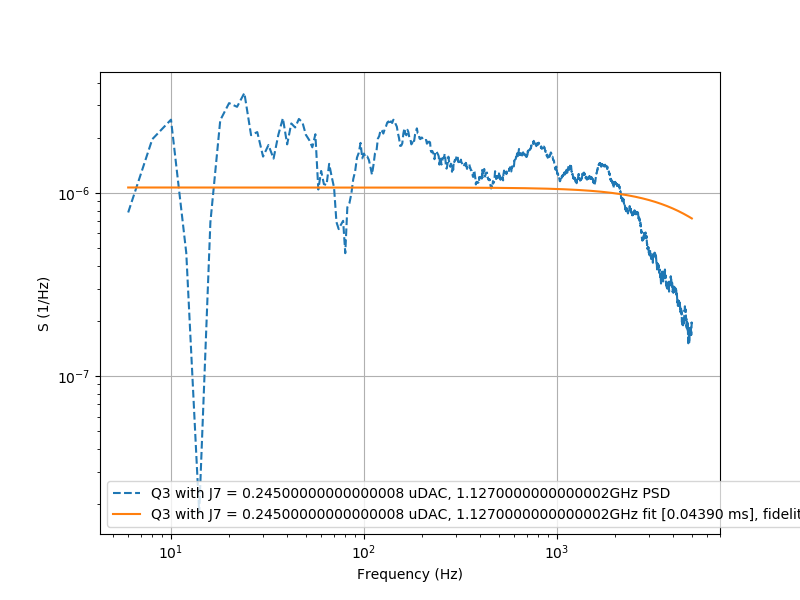 S (1/Hz)
10⁻⁶
10⁻⁷
Q3 with J7 = 0.24500000000000008 uDAC, 1.1270000000000002GHz PSD
Q3 with J7 = 0.24500000000000008 uDAC, 1.1270000000000002GHz fit [0.04390 ms], fidelit
10¹ 10² 10³
Frequency (Hz)